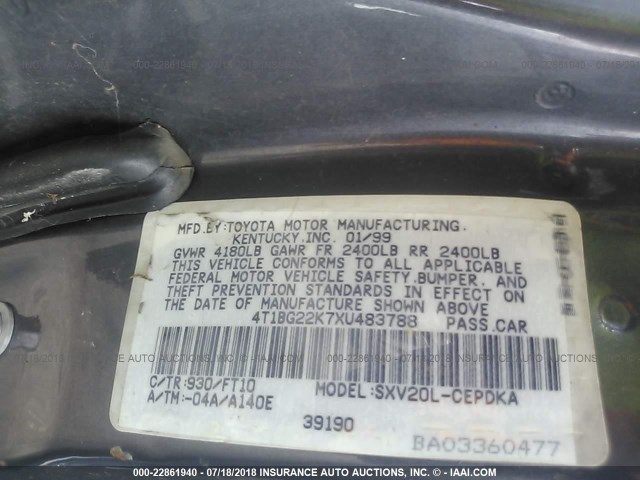 MFD.BY:TOYOTA MOTOR MANUFACTURING.
KENTUCKY.INC. 01/99
GVWR 4180LB GAWR FR 2400LB RR 2400LB
THIS VEHICLE CONFORMS TO ALL APPLICABLE
FEDERAL MOTOR VEHICLE SAFETY.BUMPER. AND
THEFT PREVENTION STANDARDS IN EFFECT ON
THE DATE OF MANUFACTURE SHOWN ABOVE
4T1BG22K7XU483788 PASS.CAR
C/TR:930/FT10 MODEL:SXV20L-CEPDKA
A/TM:-04A/A140E
39190
BA03360477
000-22861940 - 07/18/2018 INSURANCE AUTO AUCTIONS, INC. - © - IAAI.COM